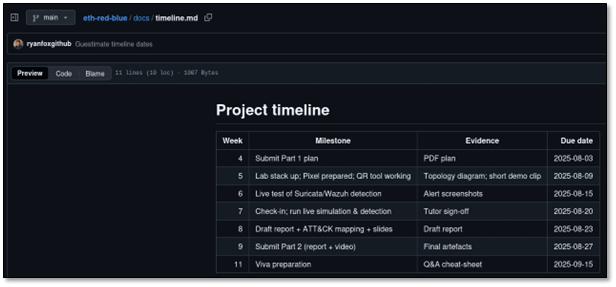 main
eth-red-blue / docs / timeline.md
ryanfoxgithub Guestimate timeline dates
Preview Code Blame 11 lines (10 loc) · 1007 Bytes
Project timeline
Week Milestone Evidence Due date
4 Submit Part 1 plan PDF plan 2025-08-03
5 Lab stack up; Pixel prepared; QR tool working Topology diagram; short demo clip 2025-08-09
6 Live test of Suricata/Wazuh detection Alert screenshots 2025-08-15
7 Check-in; run live simulation & detection Tutor sign-off 2025-08-20
8 Draft report + ATT&CK mapping + slides Draft report 2025-08-23
9 Submit Part 2 (report + video) Final artefacts 2025-08-27
11 Viva preparation Q&A cheat-sheet 2025-09-15